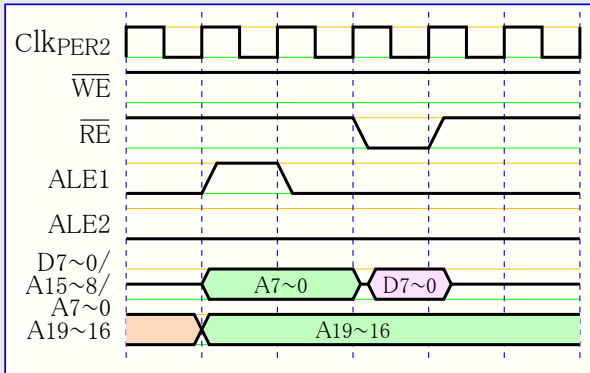 ClkPER2
WE
RE
ALE1
ALE2
D7~0/
A15~8/
A7~0
A19~16
A7~0
D7~0
A19~16